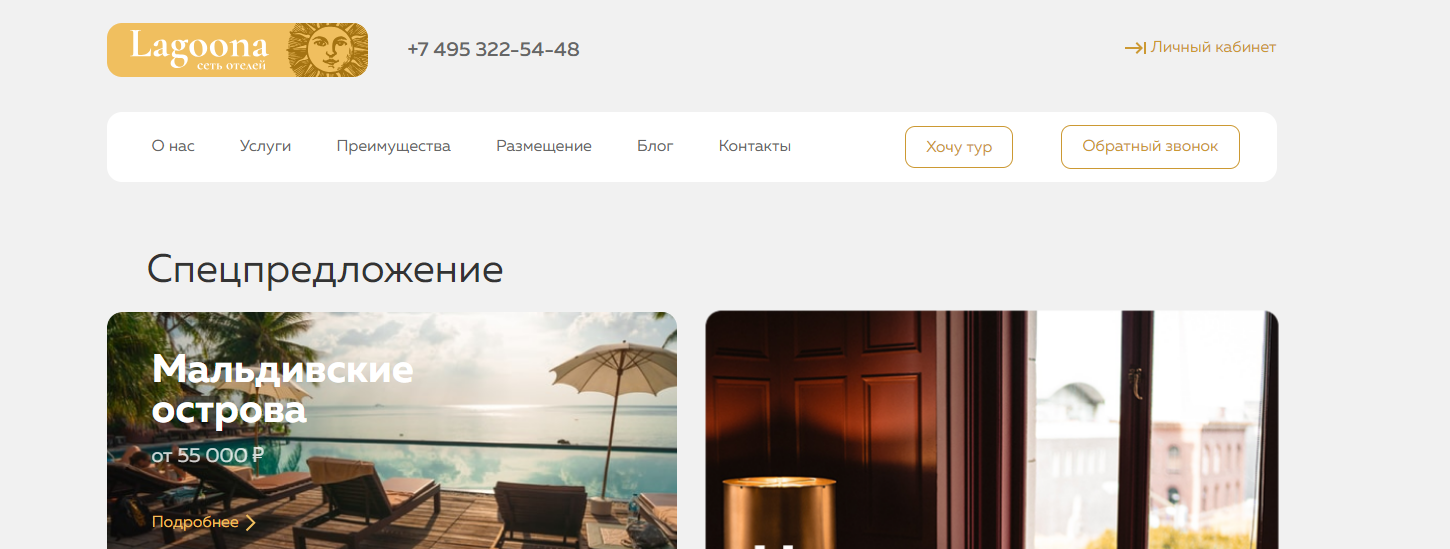 Lagoona
сеть отелей
+7 495 322-54-48
Личный кабинет
О нас
Услуги
Преимущества
Размещение
Блог
Контакты
Хочу тур
Обратный звонок
Спецпредложение
Мальдивские
острова
от 55 000 ₽
Подробнее